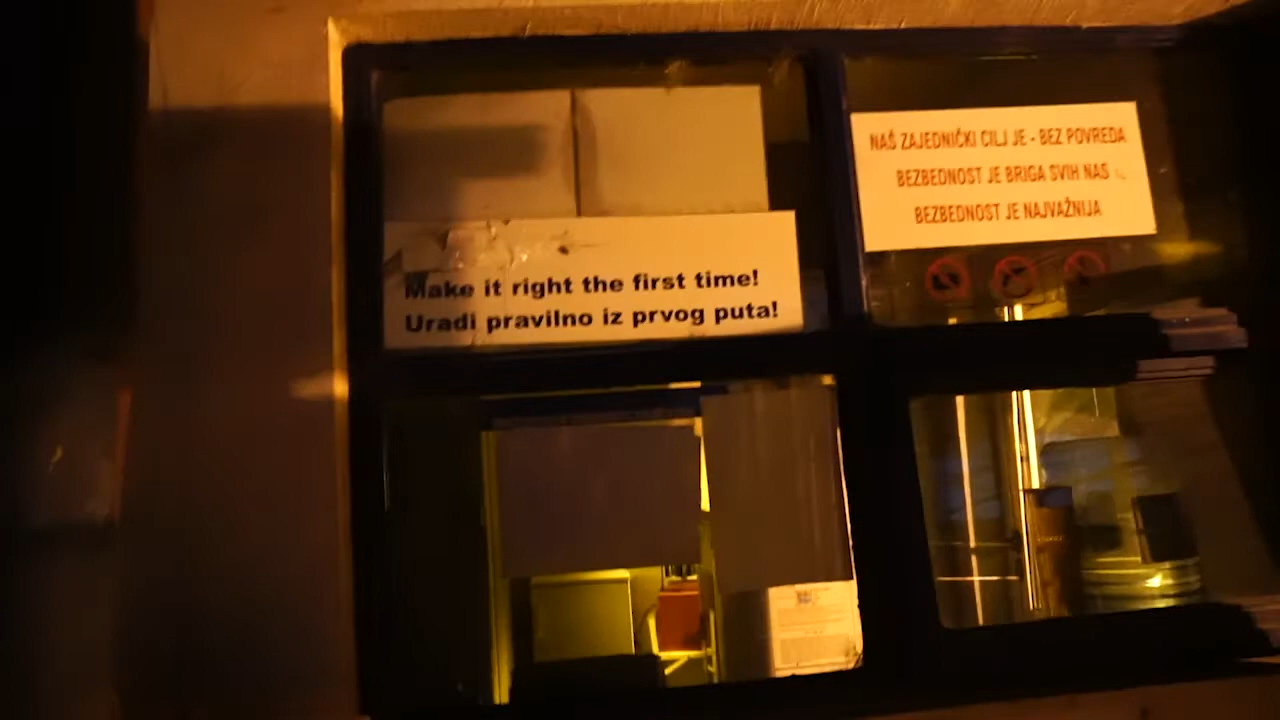 Make it right the first time!
Uradi pravilno iz prvog puta!
NAŠ ZAJEDNIČKI CILJ JE - BEZ POVREDA
BEZBEDNOST JE BRIGA SVIH NAS
BEZBEDNOST JE NAJVAŽNIJA